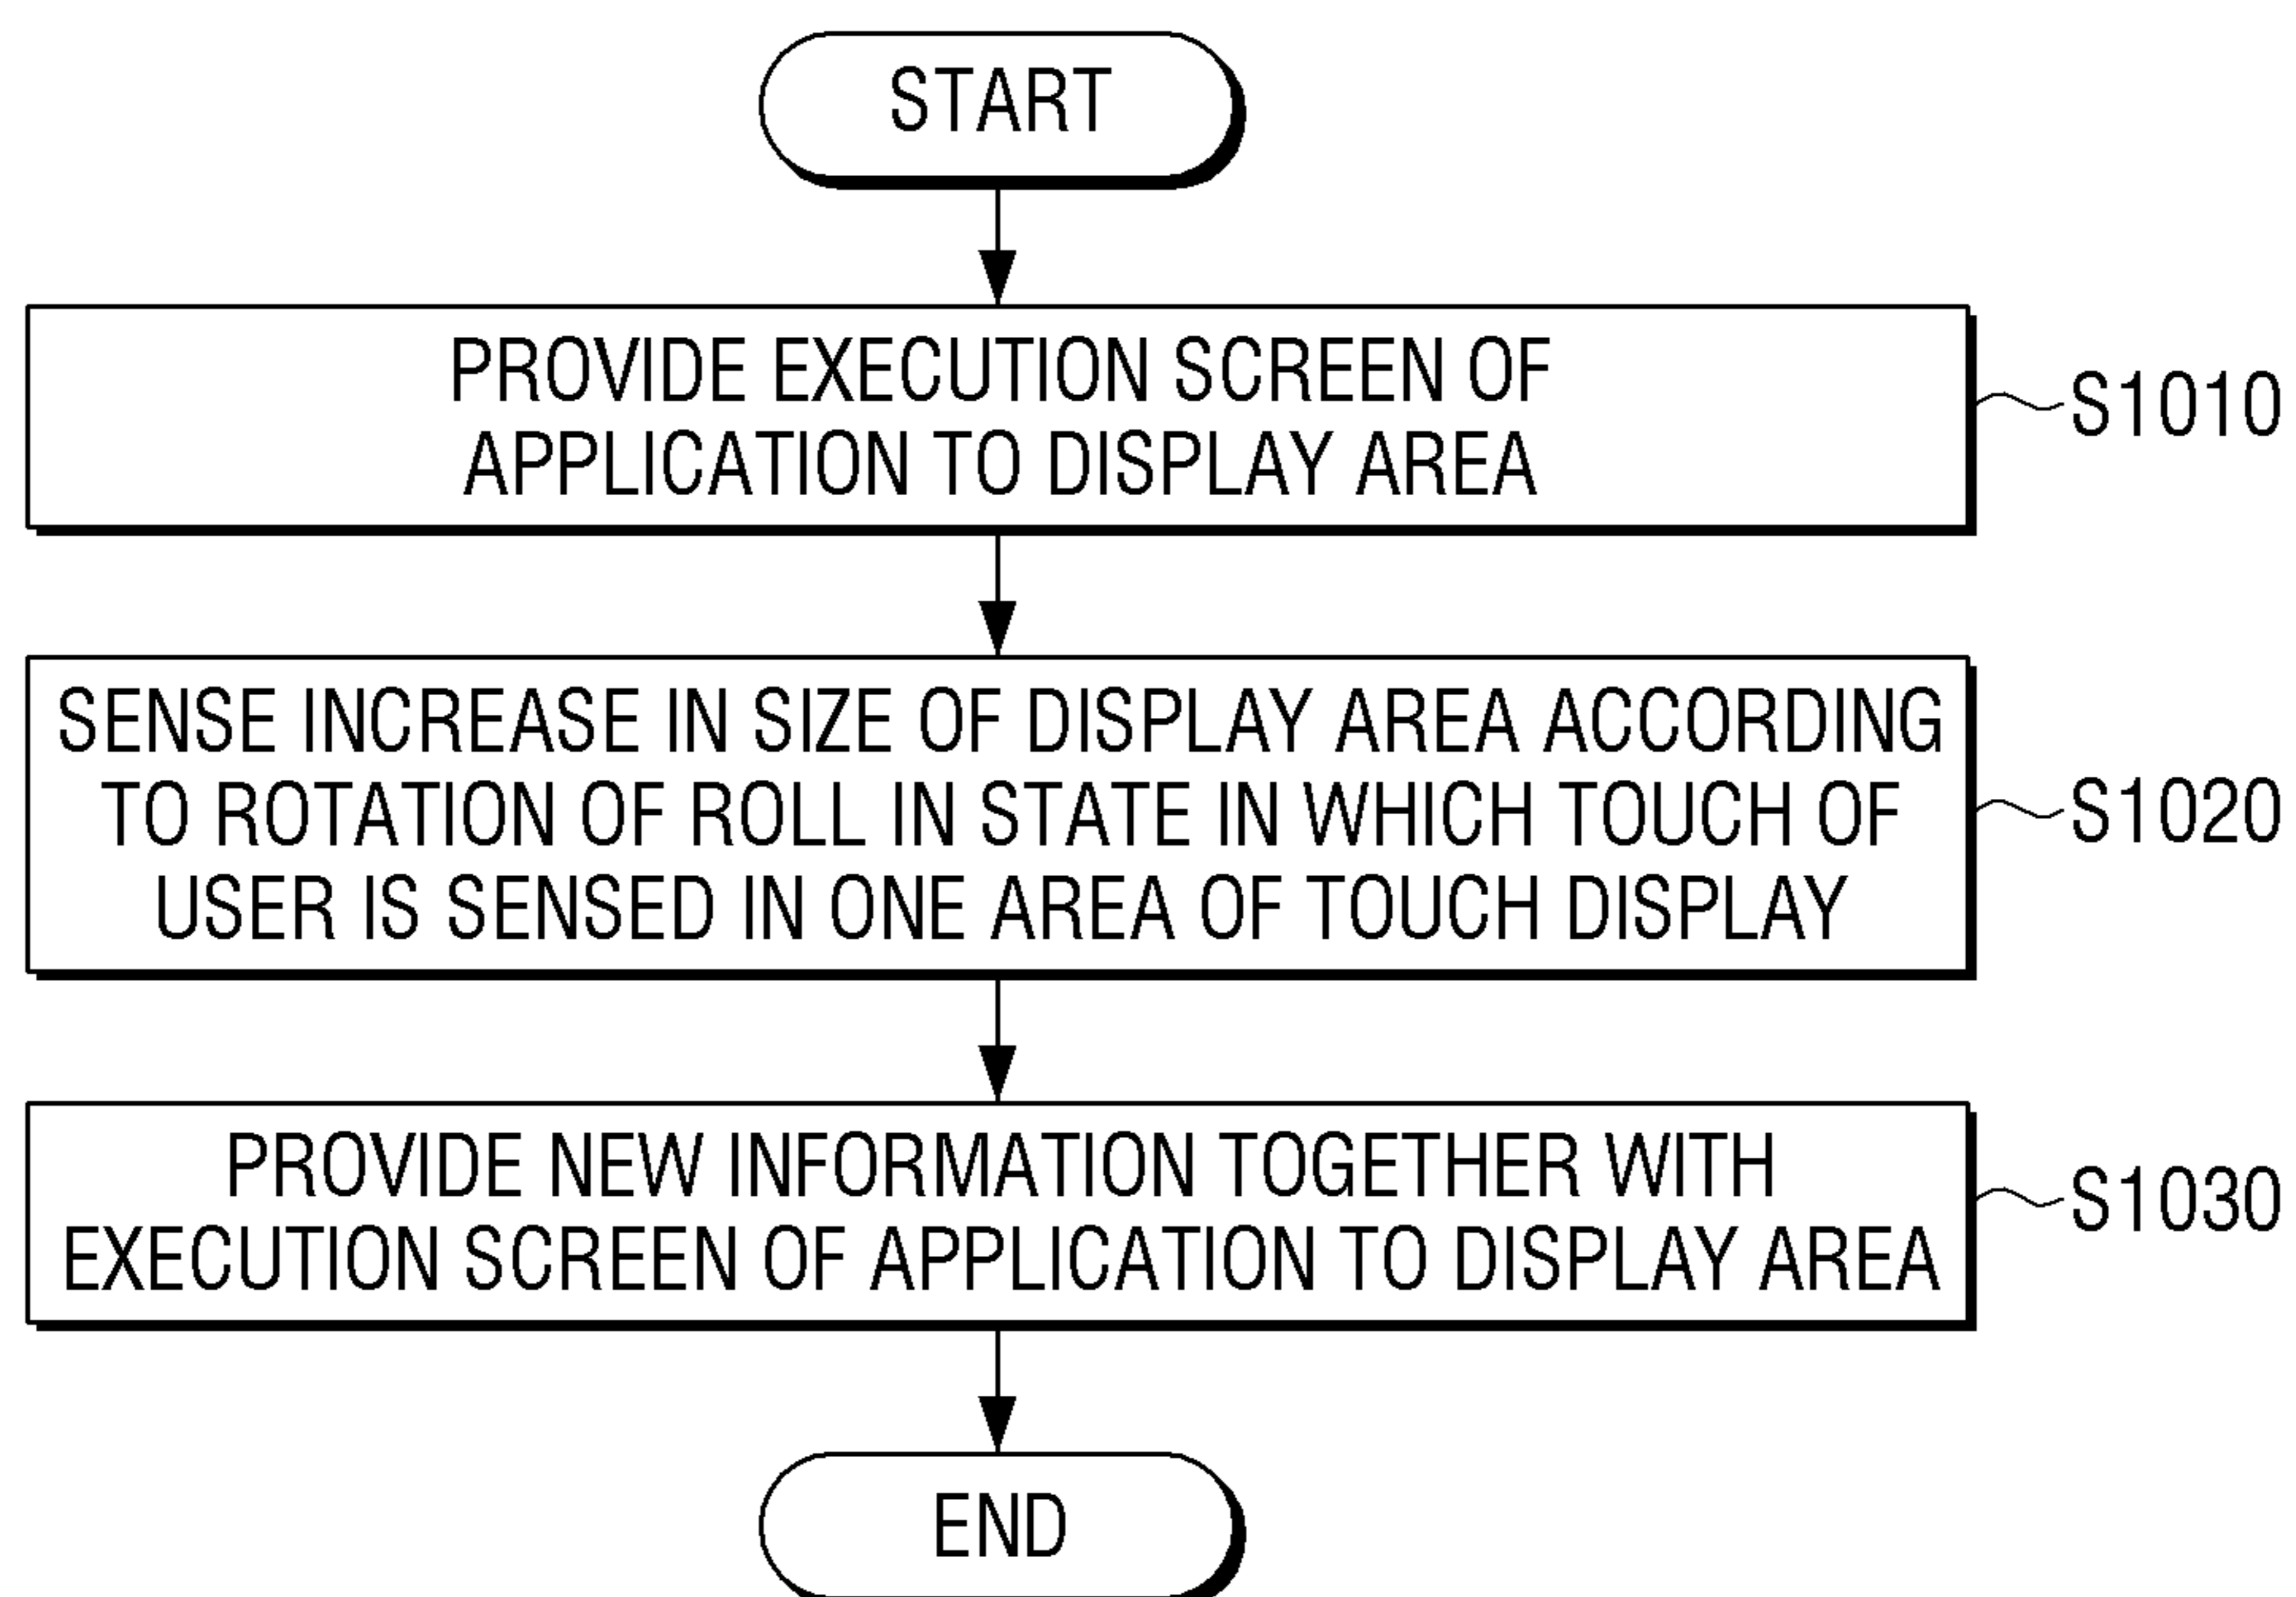 START
PROVIDE EXECUTION SCREEN OF
APPLICATION TO DISPLAY AREA
S1010
SENSE INCREASE IN SIZE OF DISPLAY AREA ACCORDING
TO ROTATION OF ROLL IN STATE IN WHICH TOUCH OF
USER IS SENSED IN ONE AREA OF TOUCH DISPLAY
S1020
PROVIDE NEW INFORMATION TOGETHER WITH
EXECUTION SCREEN OF APPLICATION TO DISPLAY AREA
S1030
END